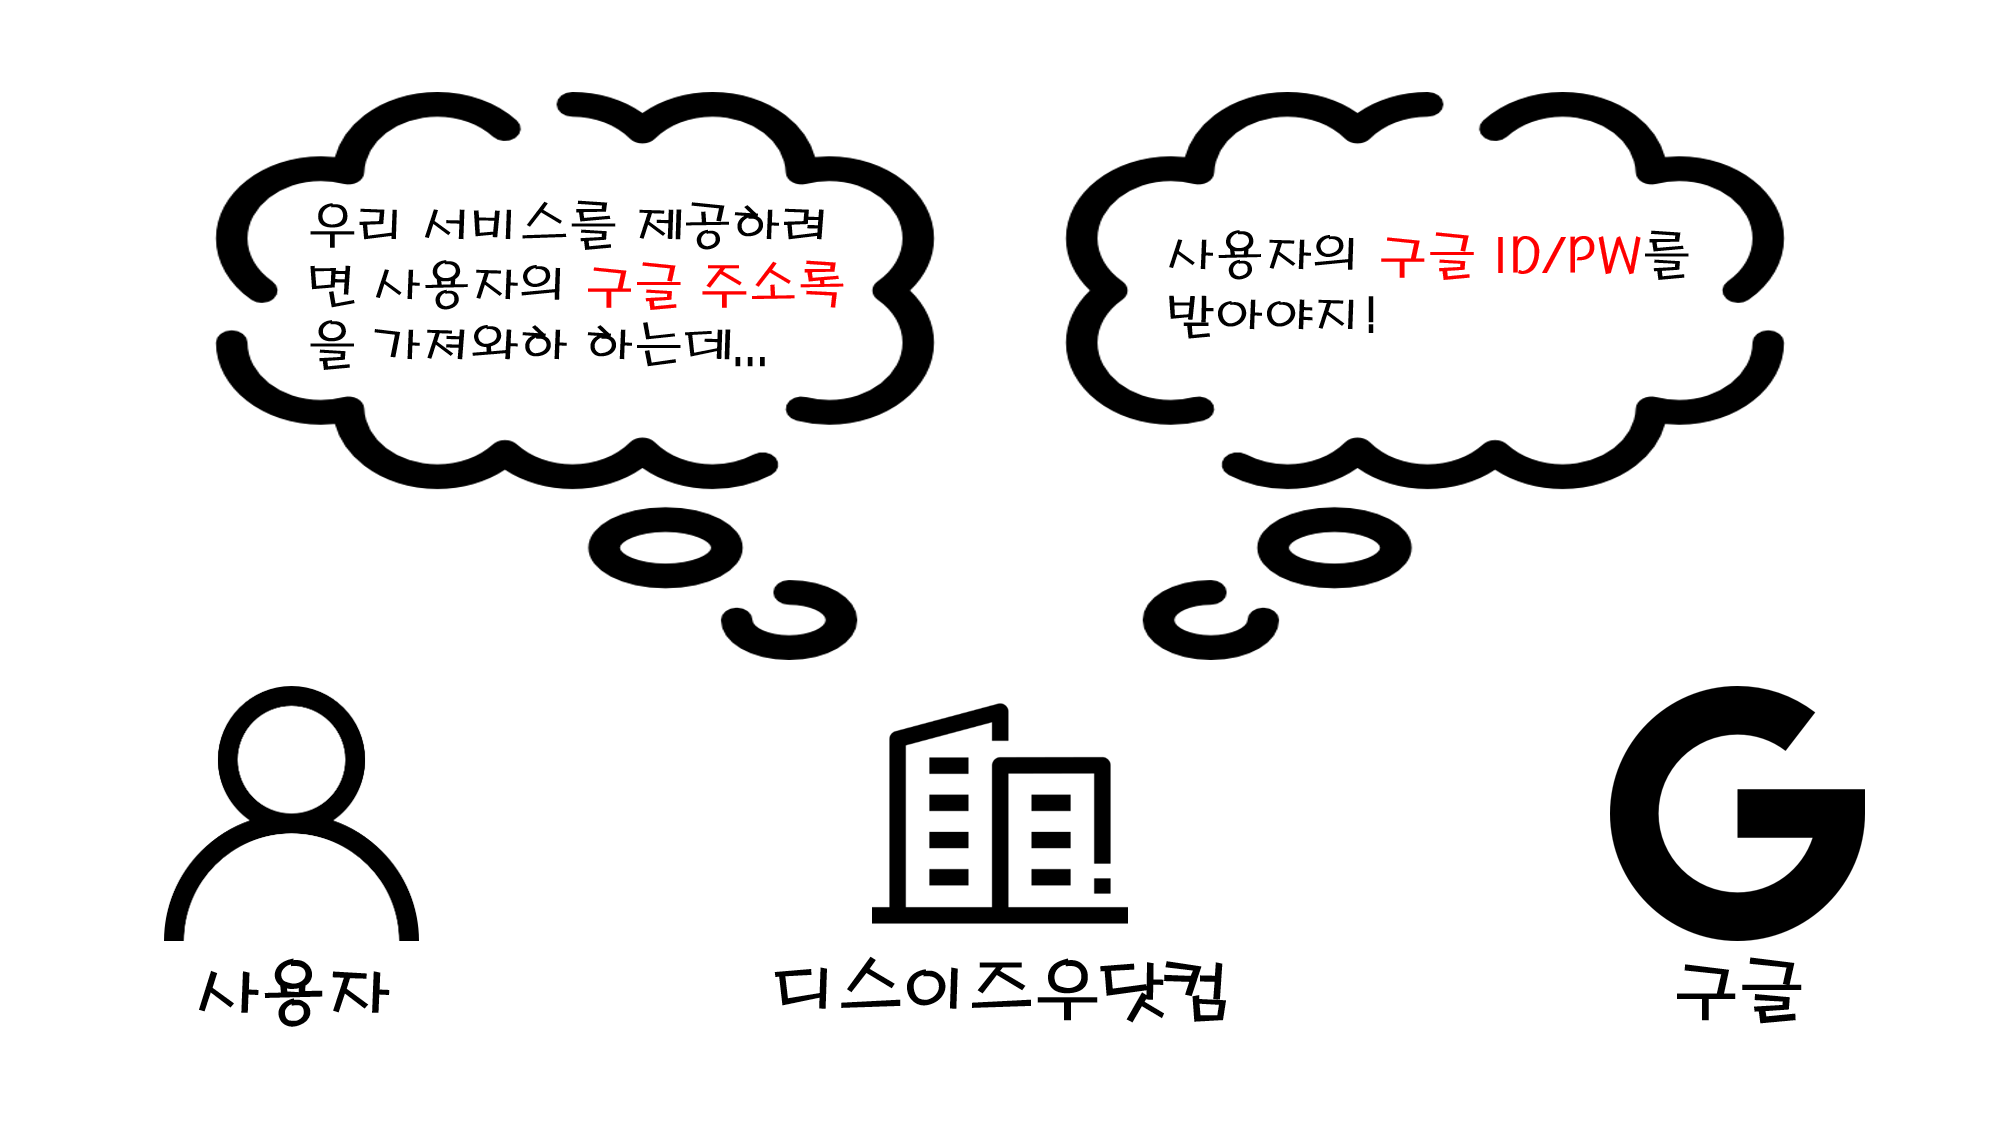 우리 서비스를 제공하려
면 사용자의 구글 주소록
을 가져와하 하는데...
사용자의 구글 ID/PW를
받아야지!
사용자
디스이즈우닷컴
구글